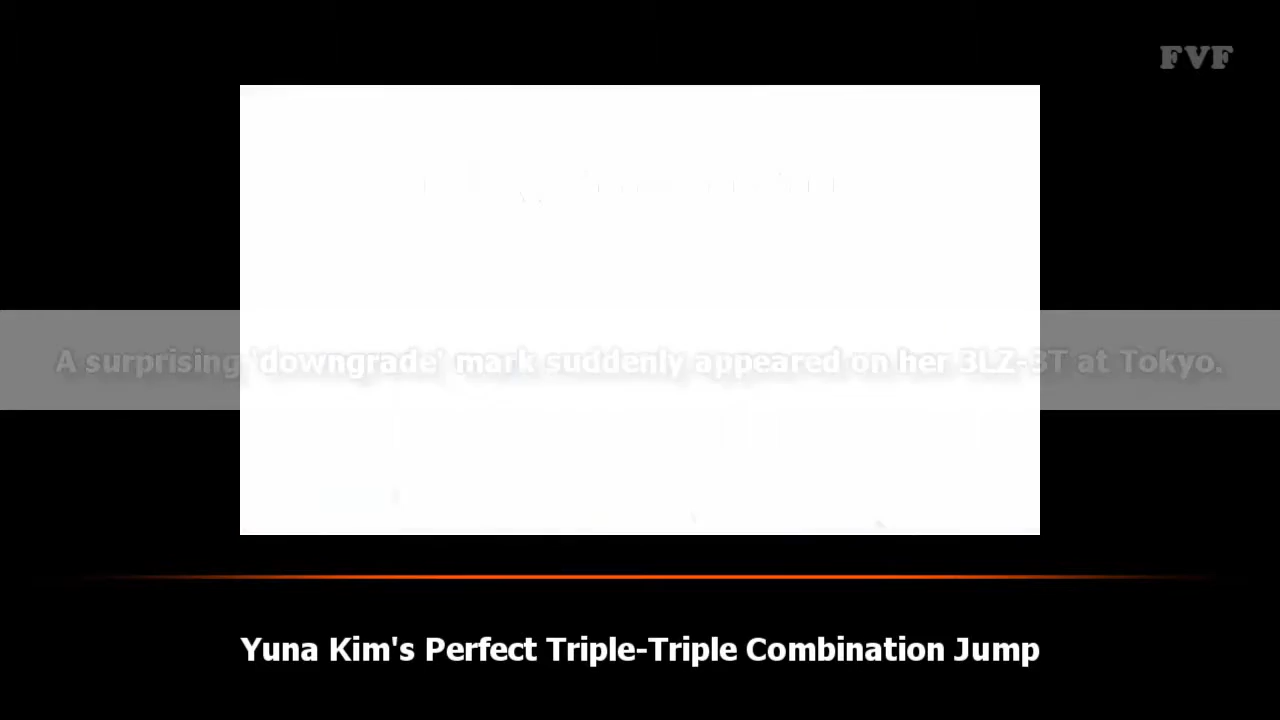 FVF
A surprising 'downgrade' mark suddenly appeared on her 3LZ-3T at Tokyo.
Yuna Kim's Perfect Triple-Triple Combination Jump